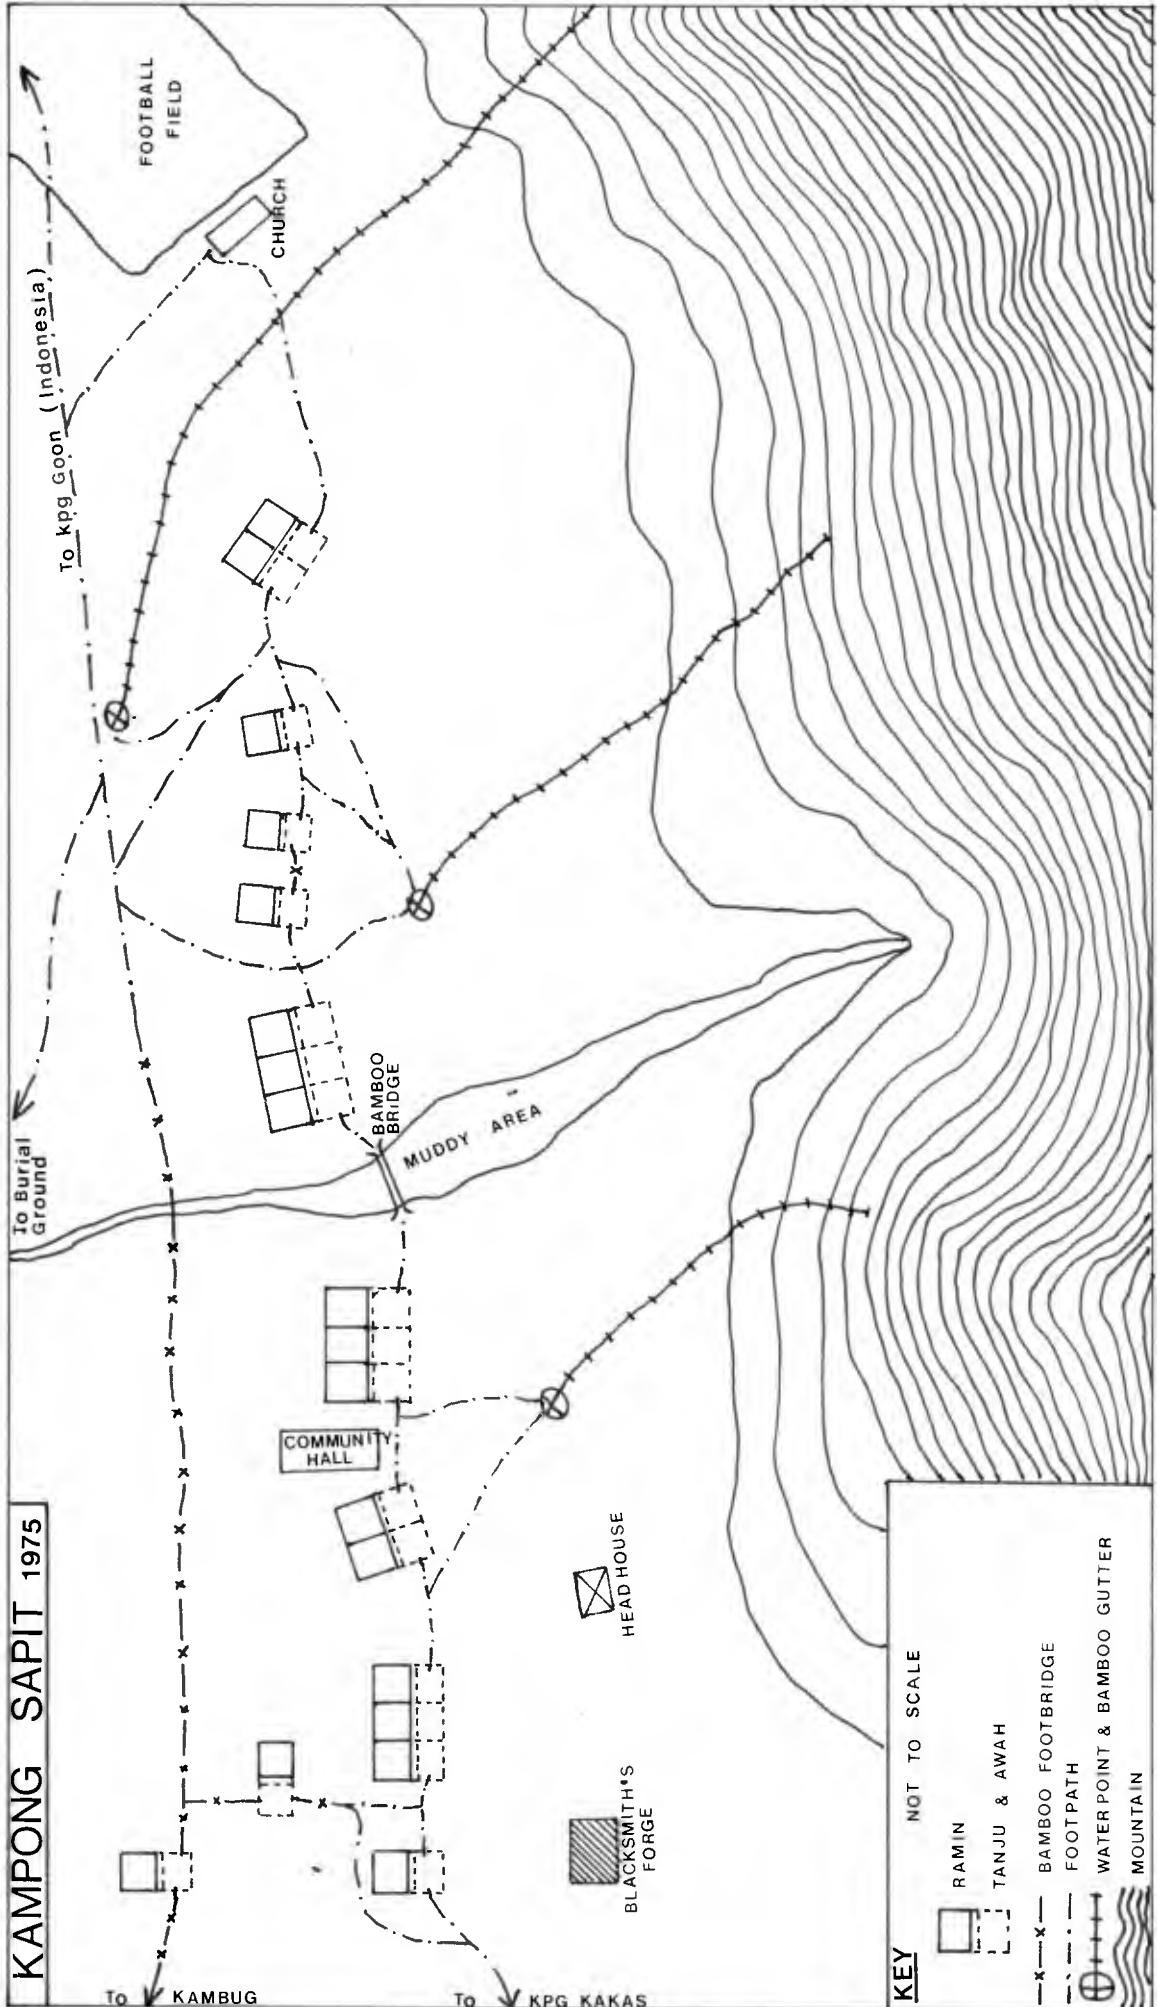 KAMPONG SAPIT 1975
To KAMBUG
To KPG KAKAS
To Burial
Ground
To kpg Goon (Indonesia)
FOOTBALL
FIELD
CHURCH
BAMBOO
BRIDGE
MUDDY AREA
COMMUNITY
HALL
HEAD HOUSE
BLACKSMITH'S
FORGE
KEY
NOT TO SCALE
RAMIN
TANJU & AWAH
BAMBOO FOOTBRIDGE
FOOTPATH
WATERPOINT & BAMBOO GUTTER
MOUNTAIN